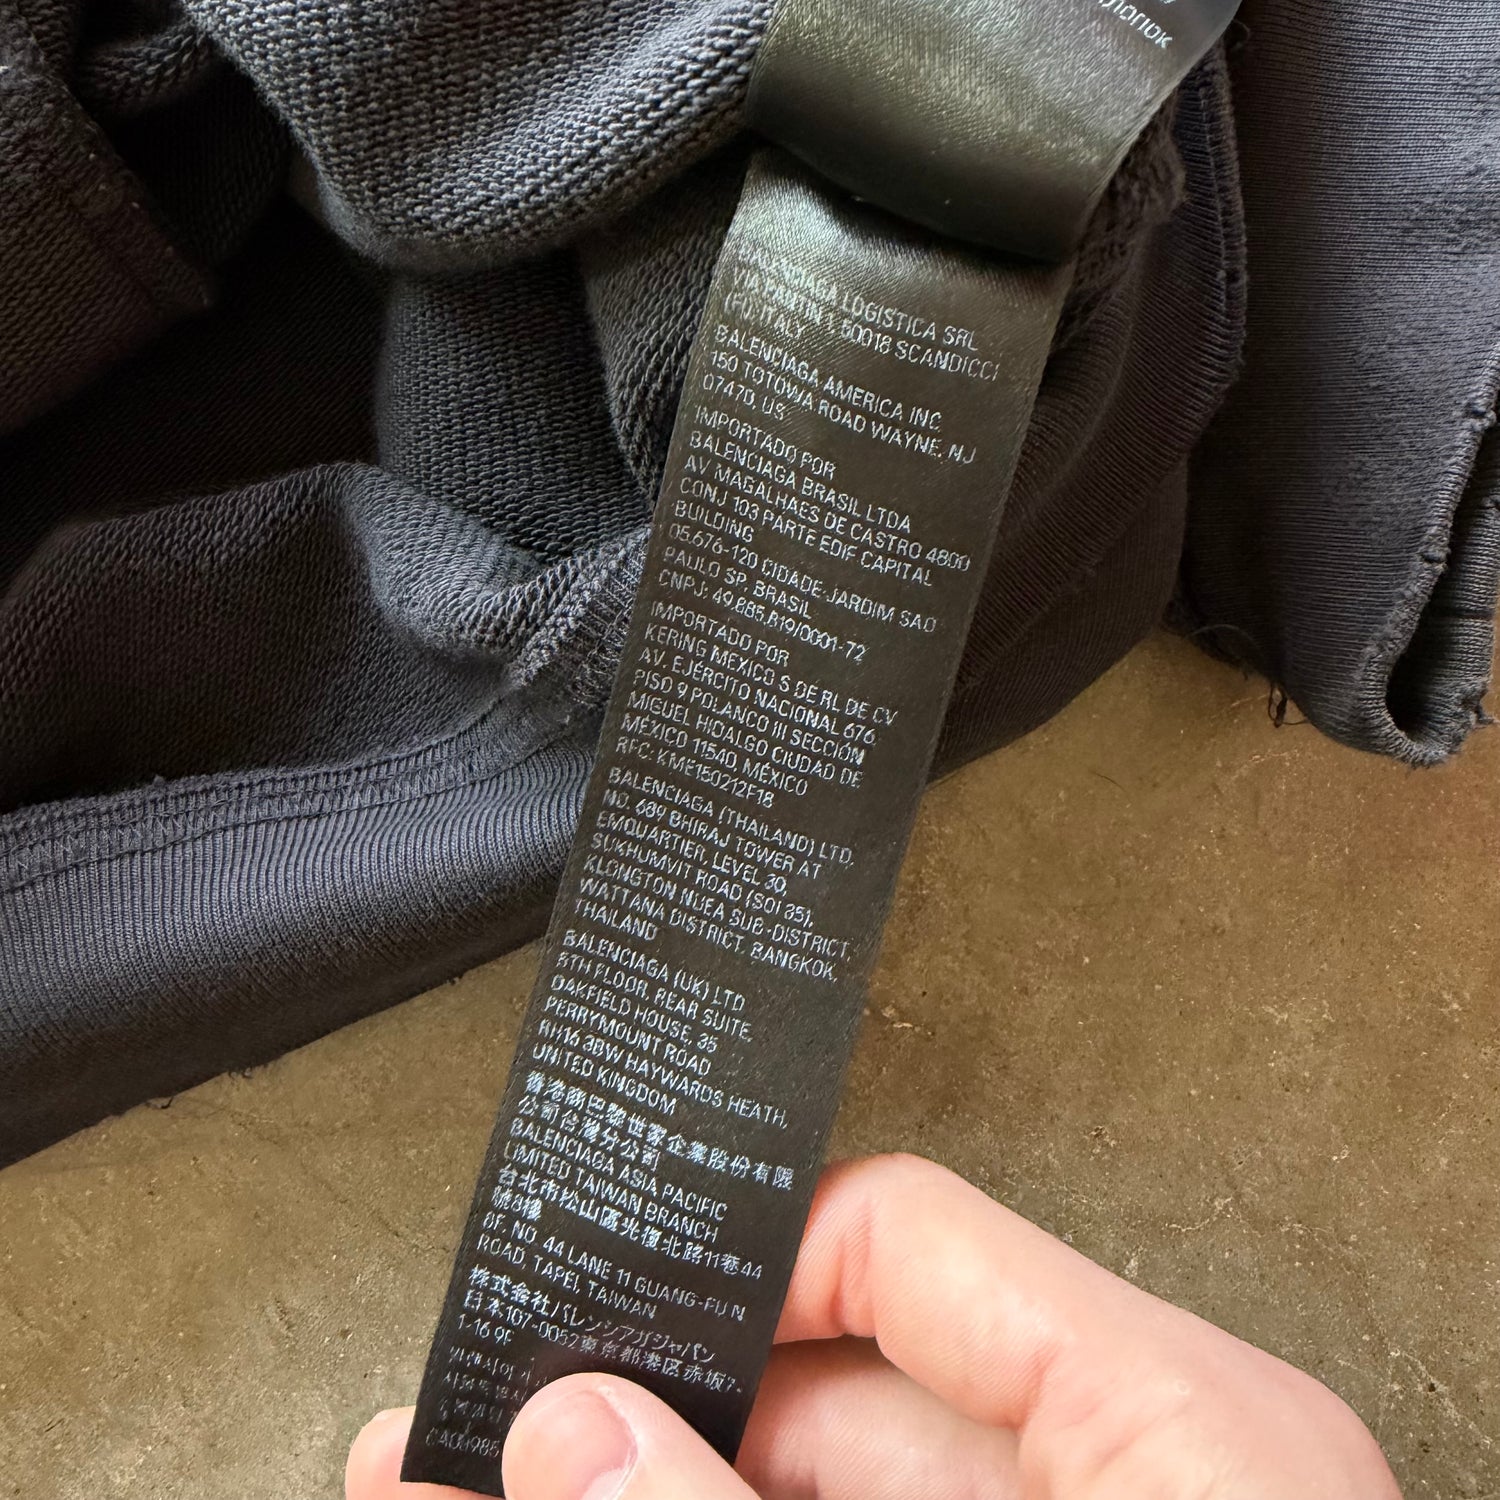 LOGISTICA SRL
50018 SCANDICCI
(FI), ITALY
BALENCIAGA AMERICA INC
150 TOTOWA ROAD WAYNE, NJ
07470, US
IMPORTADO POR
BALENCIAGA BRASIL LTDA
AV MAGALHAES DE CASTRO 4800
CONJ 103 PARTE EDIF CAPITAL
BUILDING
05.676-120 CIDADE JARDIM SAO
PAULO SP, BRASIL
CNPJ: 49.885.819/0001-72
IMPORTADO POR
KERING MEXICO S DE RL DE CV
AV. EJÉRCITO NACIONAL 676,
PISO 9 POLANCO III SECCIÓN
MIGUEL HIDALGO CIUDAD DE
MÉXICO 11540, MÉXICO
RFC: KME150212F18
BALENCIAGA (THAILAND) LTD.
NO. 689 BHIRAJ TOWER AT
EMQUARTIER, LEVEL 30,
SUKHUMVIT ROAD (SOI 35),
KLONGTON NUEA SUB-DISTRICT,
WATTANA DISTRICT, BANGKOK,
THAILAND
BALENCIAGA (UK) LTD
8TH FLOOR, REAR SUITE,
OAKFIELD HOUSE, 35
PERRYMOUNT ROAD
RH16 3BW HAYWARDS HEATH,
UNITED KINGDOM
香港商巴黎世家企業股份有限
公司台灣分公司
BALENCIAGA ASIA PACIFIC
LIMITED TAIWAN BRANCH
台北市松山區光復北路11巷44
號8樓
8F, NO. 44 LANE 11 GUANG-FU N.
ROAD, TAPEI, TAIWAN
株式会社バレンシアガジャパン
日本107-0052東京都港区赤坂7-
1-16 9F